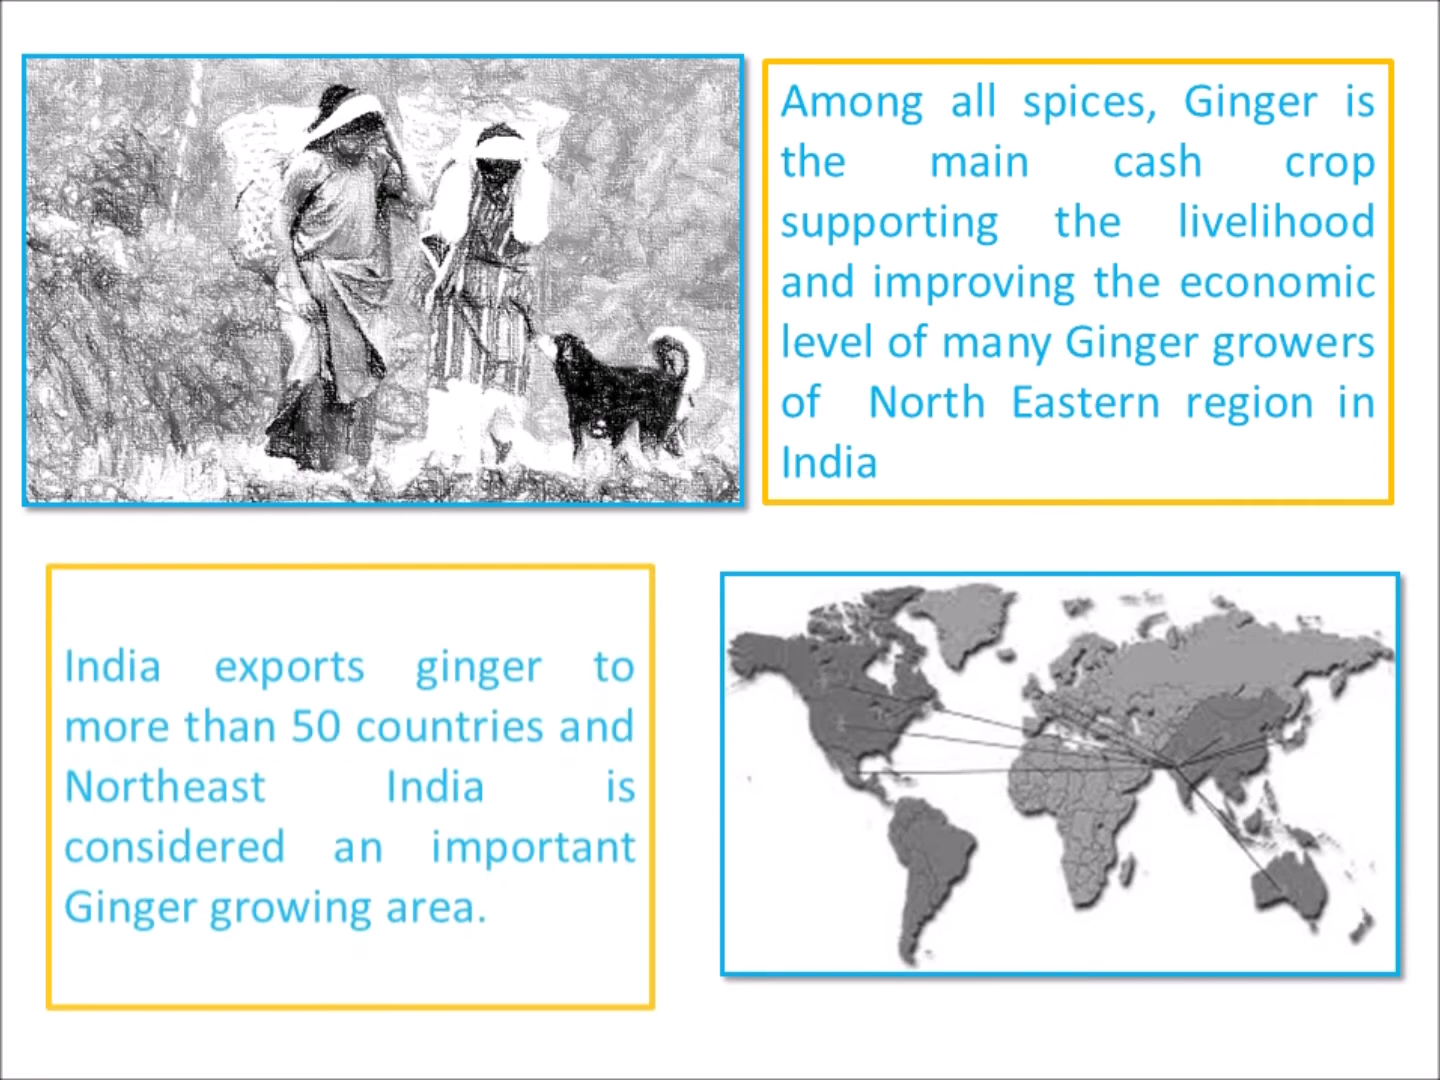 Among all spices, Ginger is
the main cash crop
supporting the livelihood
and improving the economic
level of many Ginger growers
of North Eastern region in
India
India exports ginger to
more than 50 countries and
Northeast India is
considered an important
Ginger growing area.